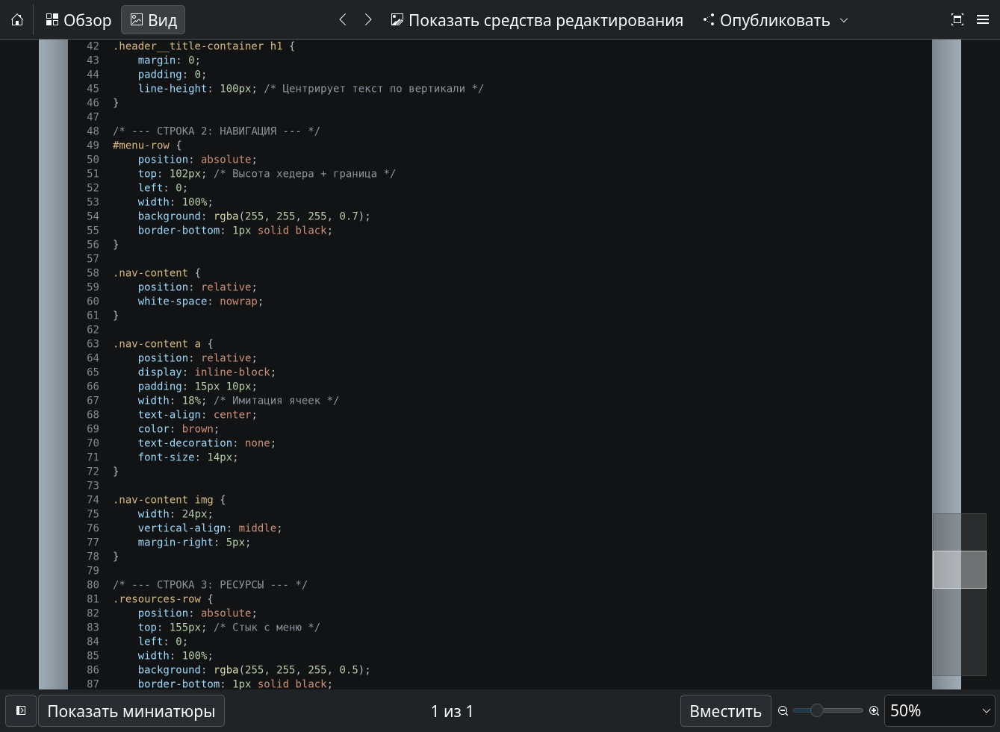 Обзор Вид Показать средства редактирования Опубликовать
42 .header__title-container h1 {
43 margin: 0;
44 padding: 0;
45 line-height: 100px; /* Центрирует текст по вертикали */
46 }
47
48 /* --- СТРОКА 2: НАВИГАЦИЯ --- */
49 #menu-row {
50 position: absolute;
51 top: 102px; /* Высота хедера + граница */
52 left: 0;
53 width: 100%;
54 background: rgba(255, 255, 255, 0.7);
55 border-bottom: 1px solid black;
56 }
57
58 .nav-content {
59 position: relative;
60 white-space: nowrap;
61 }
62
63 .nav-content a {
64 position: relative;
65 display: inline-block;
66 padding: 15px 10px;
67 width: 18%; /* Имитация ячеек */
68 text-align: center;
69 color: brown;
70 text-decoration: none;
71 font-size: 14px;
72 }
73
74 .nav-content img {
75 width: 24px;
76 vertical-align: middle;
77 margin-right: 5px;
78 }
79
80 /* --- СТРОКА 3: РЕСУРСЫ --- */
81 .resources-row {
82 position: absolute;
83 top: 155px; /* Стык с меню */
84 left: 0;
85 width: 100%;
86 background: rgba(255, 255, 255, 0.5);
87 border-bottom: 1px solid black;
Показать миниатюры 1 из 1 Вместить 50%